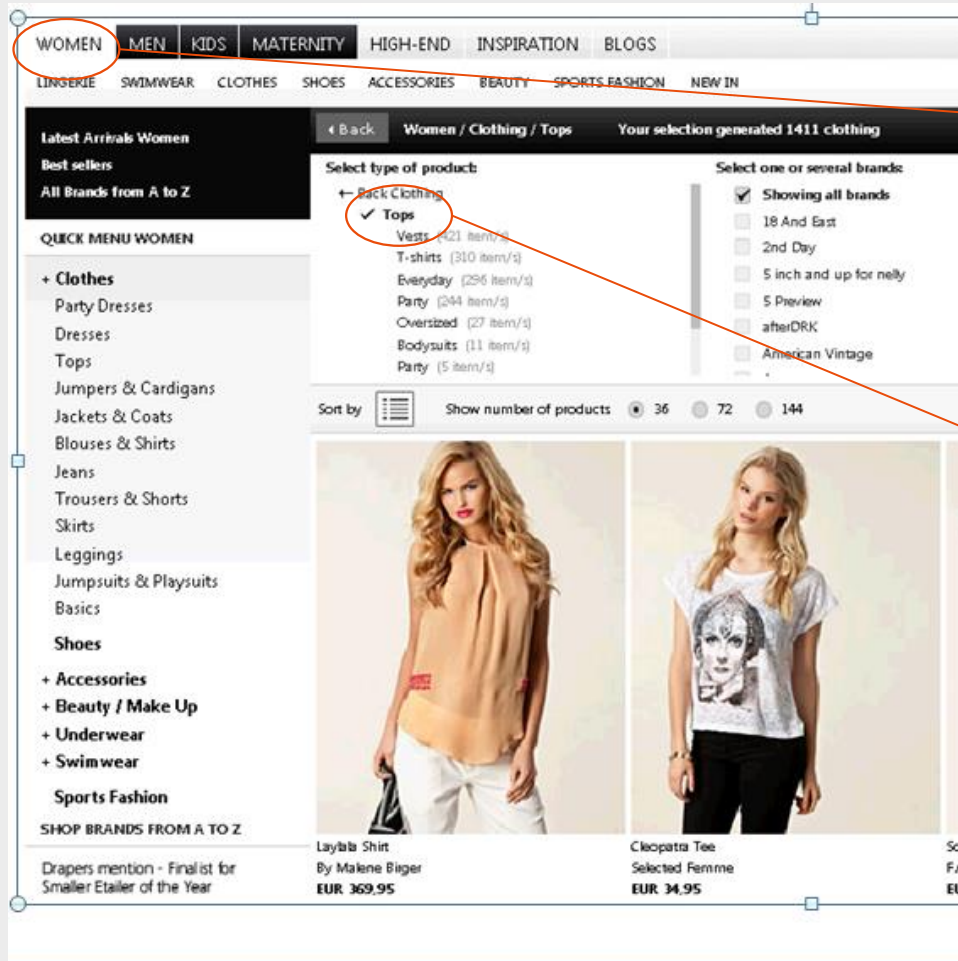 WOMEN MEN KIDS MATERNITY HIGH-END INSPIRATION BLOGS
LINGERIE SWIMWEAR CLOTHES SHOES ACCESSORIES BEAUTY SPORTS FASHION NEW IN
Latest Arrivals Women
Best sellers
All Brands from A to Z
QUICK MENU WOMEN
+ Clothes
Party Dresses
Dresses
Tops
Jumpers & Cardigans
Jackets & Coats
Blouses & Shirts
Jeans
Trousers & Shorts
Skirts
Leggings
Jumpsuits & Playsuits
Basics
Shoes
+ Accessories
+ Beauty / Make Up
+ Underwear
+ Swimwear
Sports Fashion
SHOP BRANDS FROM A TO Z
Drapers mention - Finalist for
Smaller Etailer of the Year
Back Women / Clothing / Tops Your selection generated 1411 clothing
Select type of product:
← Back Clothing
✓ Tops
Vests (421 item/s)
T-shirts (310 item/s)
Everyday (296 item/s)
Party (244 item/s)
Oversized (27 item/s)
Bodysuits (11 item/s)
Party (5 item/s)
Select one or several brands:
Showing all brands
18 And East
2nd Day
5 inch and up for nelly
5 Preview
afterDRK
American Vintage
Sort by Show number of products 36 72 144
Laylala Shirt
By Malene Birger
EUR 369,95
Cleopatra Tee
Selected Femme
EUR 34,95